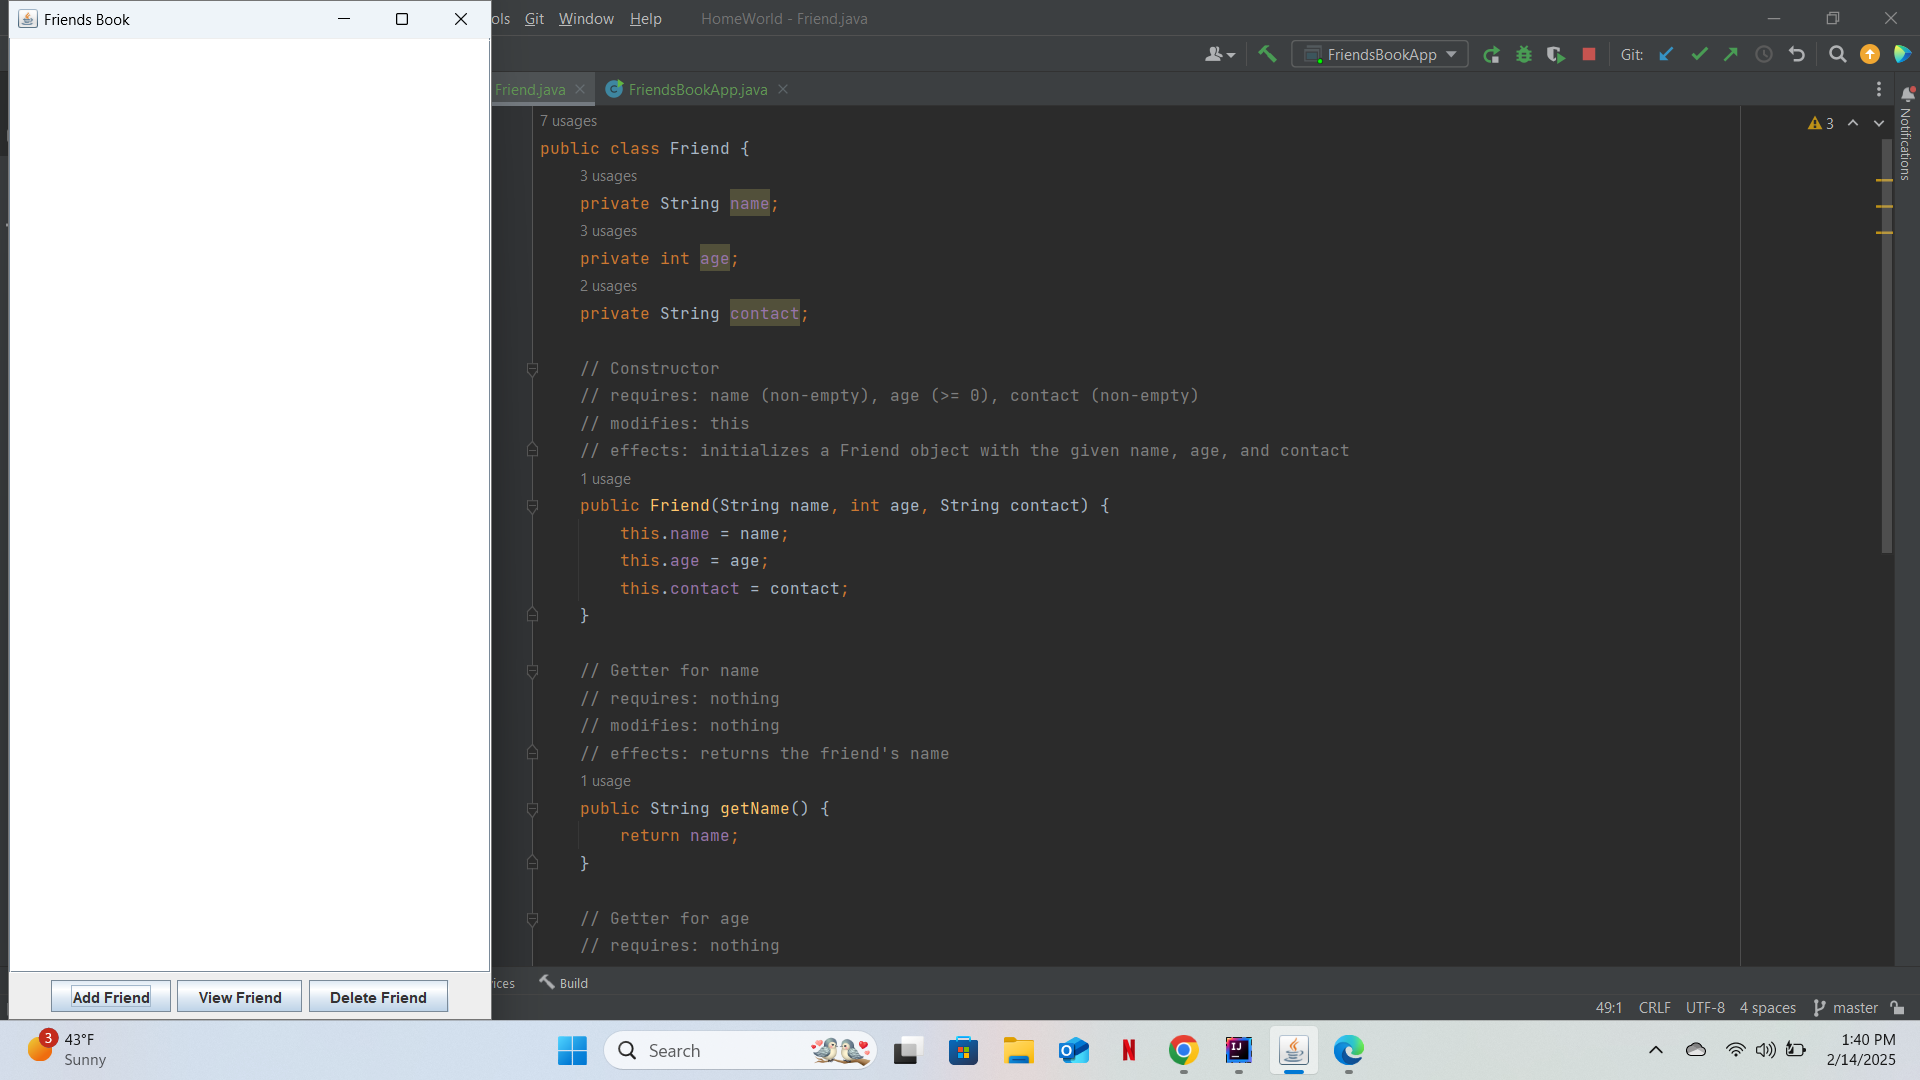 Friends Book
ols Git Window Help HomeWorld - Friend.java
FriendsBookApp Git:
Friend.java FriendsBookApp.java
7 usages
3
public class Friend {
3 usages
private String name;
3 usages
private int age;
2 usages
private String contact;
// Constructor
// requires: name (non-empty), age (>= 0), contact (non-empty)
// modifies: this
// effects: initializes a Friend object with the given name, age, and contact
1 usage
public Friend(String name, int age, String contact) {
this.name = name;
this.age = age;
this.contact = contact;
}
// Getter for name
// requires: nothing
// modifies: nothing
// effects: returns the friend's name
1 usage
public String getName() {
return name;
}
// Getter for age
// requires: nothing
Notifications
Add Friend View Friend Delete Friend
ices Build
49:1 CRLF UTF-8 4 spaces master
3
43°F
Sunny
Search
N
IJ
1:40 PM
2/14/2025